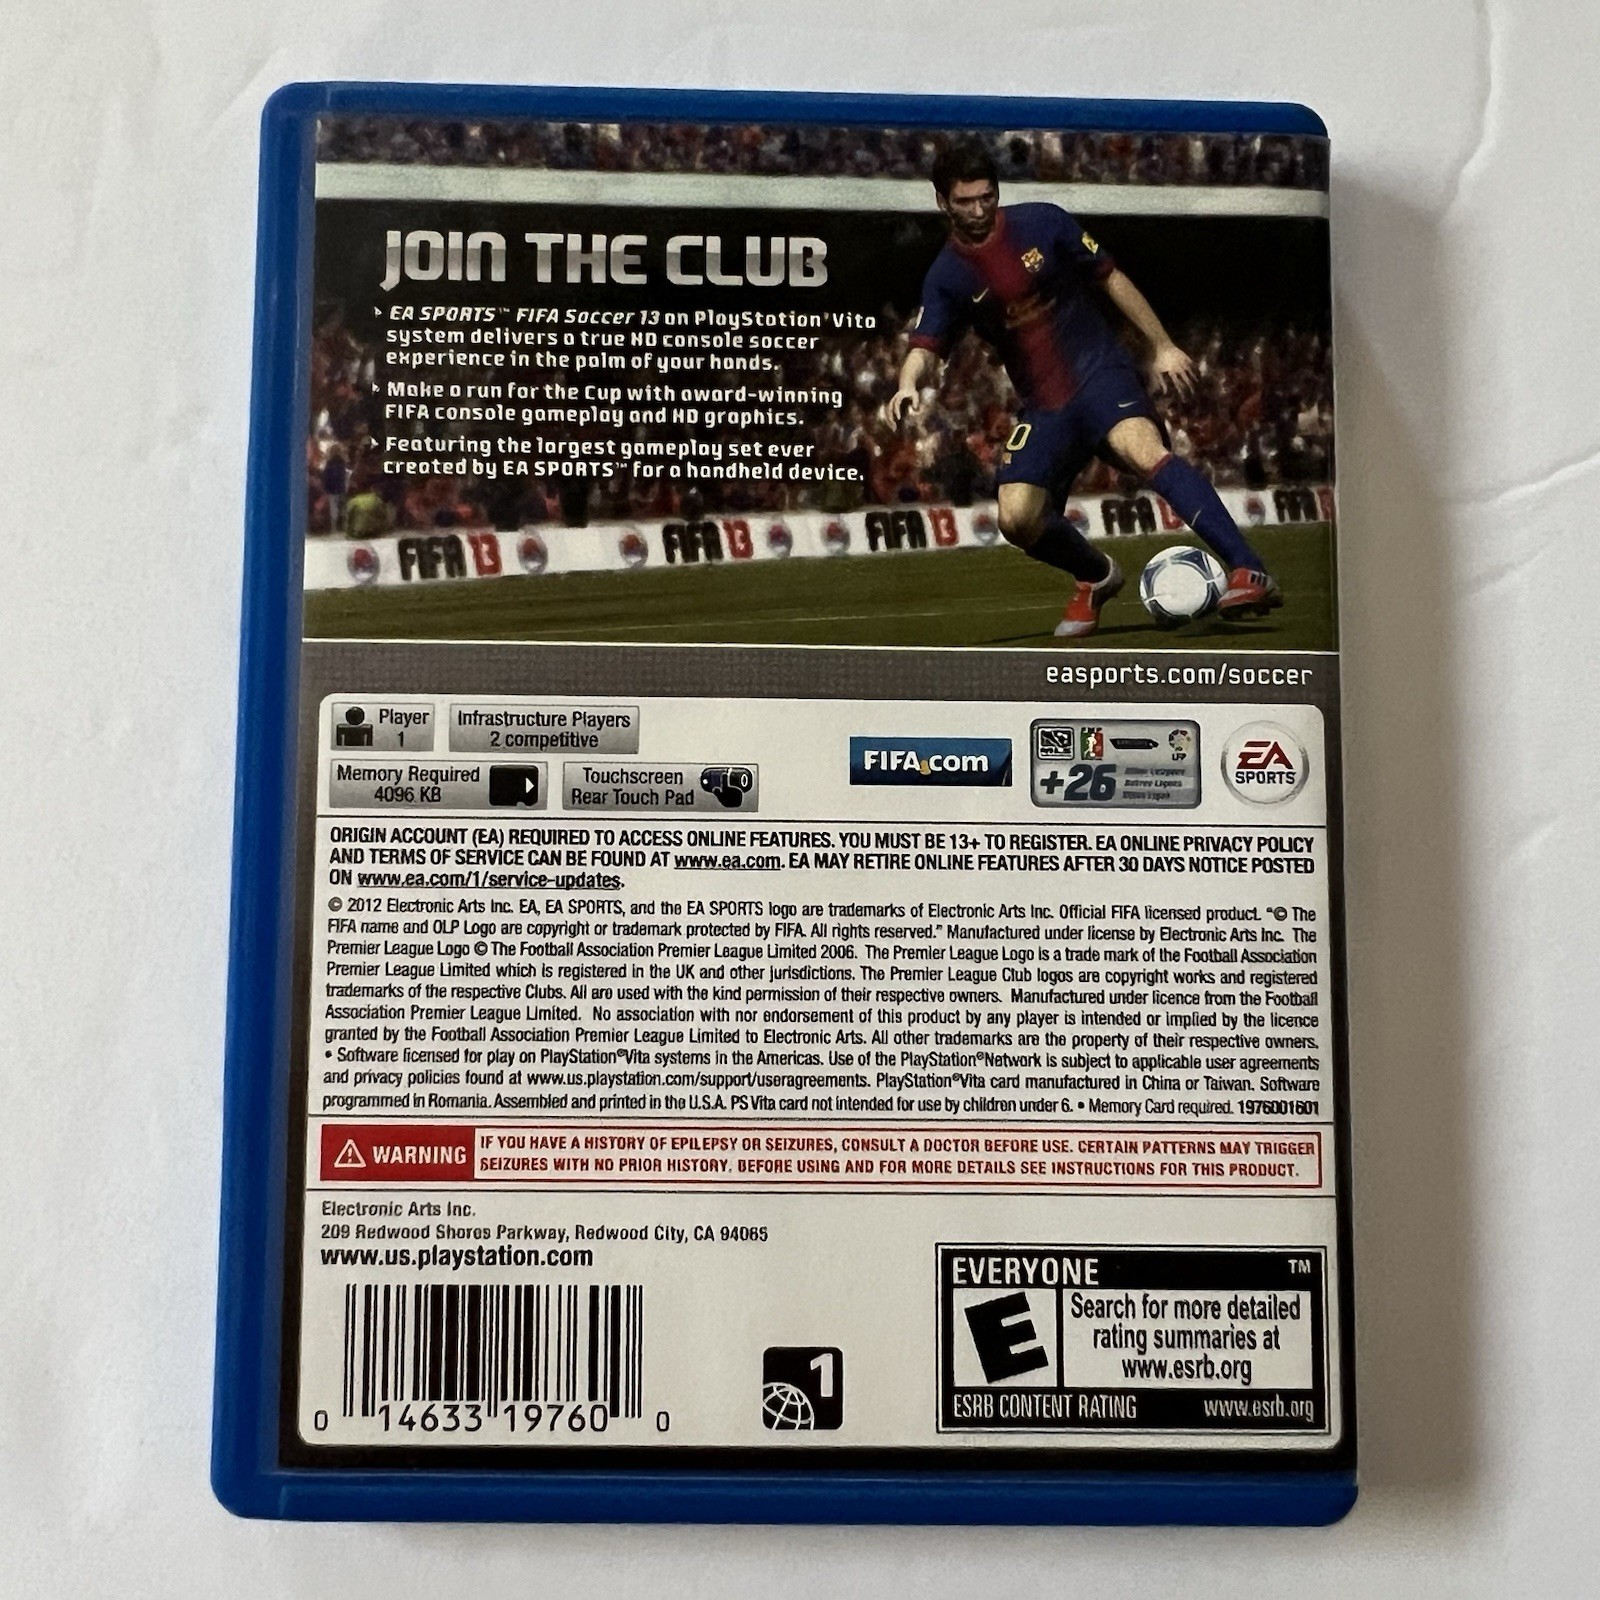 JOIN THE CLUB
EA SPORTS™ FIFA Soccer 13 on PlayStation®Vita
system delivers a true HD console soccer
experience in the palm of your hands.
Make a run for the Cup with award-winning
FIFA console gameplay and HD graphics.
Featuring the largest gameplay set ever
created by EA SPORTS™ for a handheld device.
10
FIFA 13 FIFA 13 FIFA 13 FIFA FIFA
easports.com/soccer
Player
1
Infrastructure Players
2 competitive
Memory Required
4096 KB
Touchscreen
Rear Touch Pad
FIFA.com
MLS
LFP
+26
EA
SPORTS™
ORIGIN ACCOUNT (EA) REQUIRED TO ACCESS ONLINE FEATURES. YOU MUST BE 13+ TO REGISTER. EA ONLINE PRIVACY POLICY
AND TERMS OF SERVICE CAN BE FOUND AT www.ea.com. EA MAY RETIRE ONLINE FEATURES AFTER 30 DAYS NOTICE POSTED
ON www.ea.com/1/service-updates.
© 2012 Electronic Arts Inc. EA, EA SPORTS, and the EA SPORTS logo are trademarks of Electronic Arts Inc. Official FIFA licensed product. “© The
FIFA name and OLP Logo are copyright or trademark protected by FIFA. All rights reserved.” Manufactured under license by Electronic Arts Inc. The
Premier League Logo © The Football Association Premier League Limited 2006. The Premier League Logo is a trade mark of the Football Association
Premier League Limited which is registered in the UK and other jurisdictions. The Premier League Club logos are copyright works and registered
trademarks of the respective Clubs. All are used with the kind permission of their respective owners. Manufactured under licence from the Football
Association Premier League Limited. No association with nor endorsement of this product by any player is intended or implied by the licence
granted by the Football Association Premier League Limited to Electronic Arts. All other trademarks are the property of their respective owners.
• Software licensed for play on PlayStation®Vita systems in the Americas. Use of the PlayStation®Network is subject to applicable user agreements
and privacy policies found at www.us.playstation.com/support/useragreements. PlayStation®Vita card manufactured in China or Taiwan. Software
programmed in Romania. Assembled and printed in the U.S.A. PS Vita card not intended for use by children under 6. • Memory Card required. 1976001601
WARNING
IF YOU HAVE A HISTORY OF EPILEPSY OR SEIZURES, CONSULT A DOCTOR BEFORE USE. CERTAIN PATTERNS MAY TRIGGER
SEIZURES WITH NO PRIOR HISTORY. BEFORE USING AND FOR MORE DETAILS SEE INSTRUCTIONS FOR THIS PRODUCT.
Electronic Arts Inc.
209 Redwood Shores Parkway, Redwood City, CA 94065
www.us.playstation.com
0 14633 19760 0
1
EVERYONE ™
E
Search for more detailed
rating summaries at
www.esrb.org
ESRB CONTENT RATING www.esrb.org